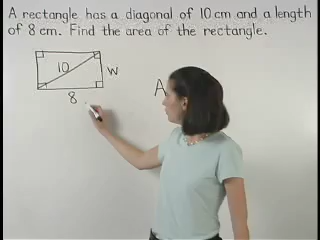 A rectangle has a diagonal of 10 cm and a length
of 8 cm. Find the area of the rectangle.
10
W
8
A